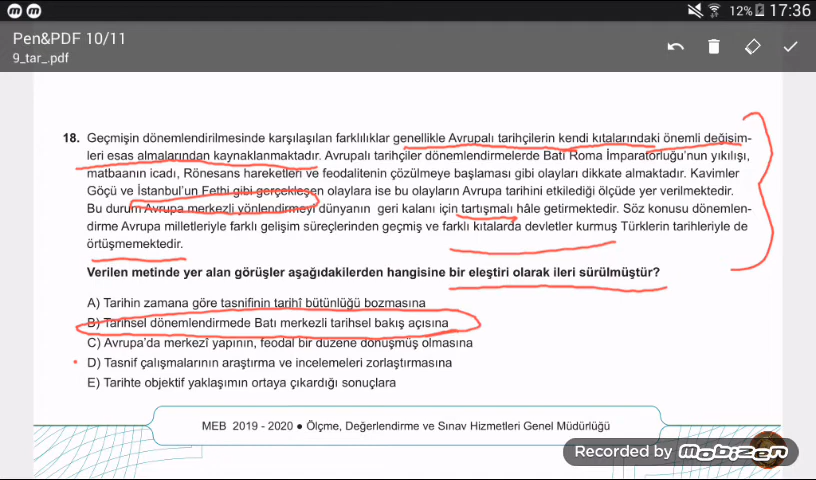 12% 17:36
Pen&PDF 10/11
9_tar_.pdf
18. Geçmişin dönemlendirilmesinde karşılaşılan farklılıklar genellikle Avrupalı tarihçilerin kendi kıtalarındaki önemli değişim-
leri esas almalarından kaynaklanmaktadır. Avrupalı tarihçiler dönemlendirmelerde Batı Roma İmparatorluğu'nun yıkılışı,
matbaanın icadı, Rönesans hareketleri ve feodalitenin çözülmeye başlaması gibi olayları dikkate almaktadır. Kavimler
Göçü ve İstanbul'un Fethi gibi gerçekleşen olaylara ise bu olayların Avrupa tarihini etkilediği ölçüde yer verilmektedir.
Bu durum Avrupa merkezli yönlendirmeyi dünyanın geri kalanı için tartışmalı hâle getirmektedir. Söz konusu dönemlen-
dirme Avrupa milletleriyle farklı gelişim süreçlerinden geçmiş ve farklı kıtalarda devletler kurmuş Türklerin tarihleriyle de
örtüşmemektedir.
Verilen metinde yer alan görüşler aşağıdakilerden hangisine bir eleştiri olarak ileri sürülmüştür?
A) Tarihin zamana göre tasnifinin tarihî bütünlüğü bozmasına
B) Tarihsel dönemlendirmede Batı merkezli tarihsel bakış açısına
C) Avrupa'da merkezî yapının, feodal bir düzene dönüşmüş olmasına
D) Tasnif çalışmalarının araştırma ve incelemeleri zorlaştırmasına
E) Tarihte objektif yaklaşımın ortaya çıkardığı sonuçlara
MEB 2019 - 2020 ● Ölçme, Değerlendirme ve Sınav Hizmetleri Genel Müdürlüğü
Recorded by mobizen